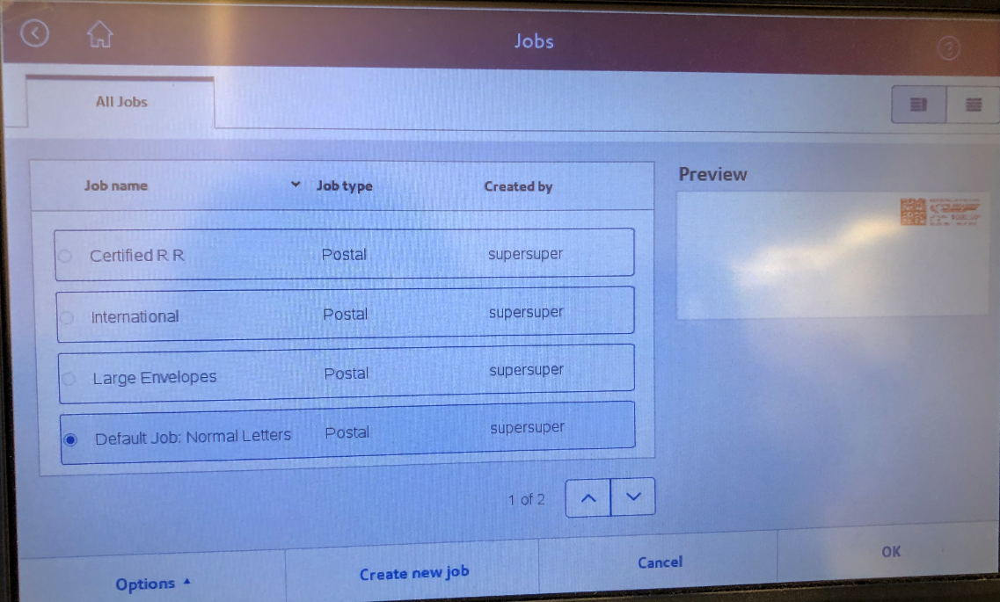 Jobs
?
All Jobs
Job name Job type Created by
Certified R R Postal supersuper
International Postal supersuper
Large Envelopes Postal supersuper
Default Job: Normal Letters Postal supersuper
Preview
1 of 2
Options Create new job Cancel OK